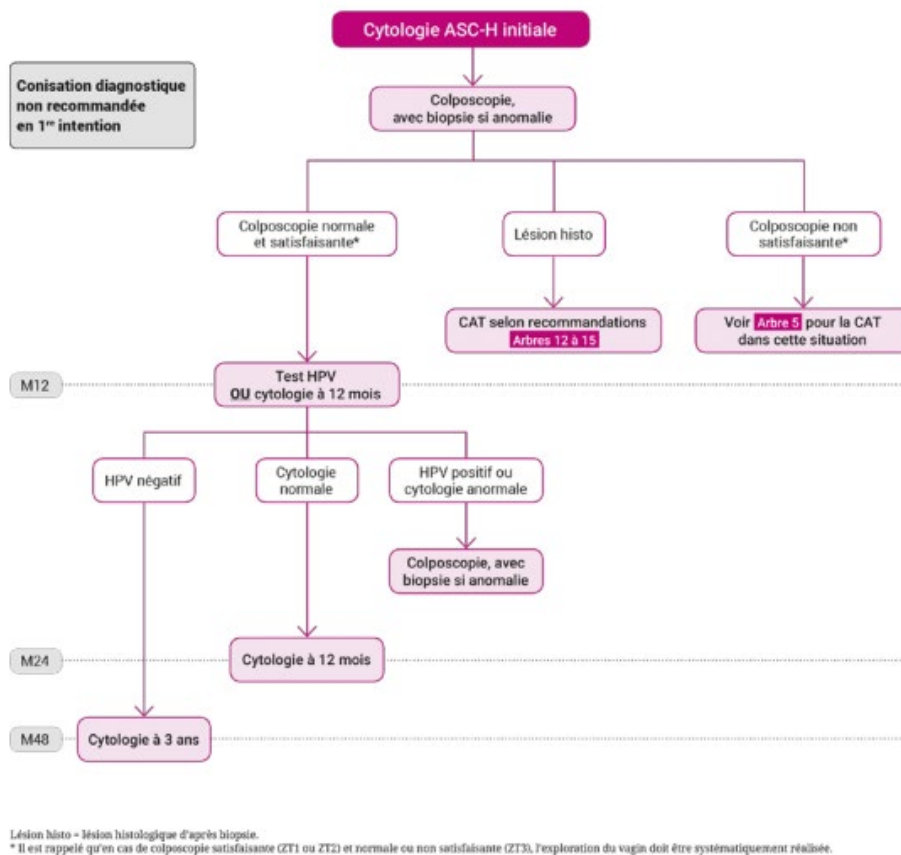 Cytologie ASC-H initiale
Conisation diagnostique
non recommandée
en 1re intention
Colposcopie,
avec biopsie si anomalie
Colposcopie normale
et satisfaisante*
Lésion histo
Colposcopie non
satisfaisante*
CAT selon recommandations
Arbres 12 à 15
Voir Arbre 5 pour la CAT
dans cette situation
M12
Test HPV
OU cytologie à 12 mois
HPV négatif
Cytologie
normale
HPV positif ou
cytologie anormale
Colposcopie, avec
biopsie si anomalie
M24
Cytologie à 12 mois
M48
Cytologie à 3 ans
Lésion histo = lésion histologique d'après biopsie.
* Il est rappelé qu'en cas de colposcopie satisfaisante (ZT1 ou ZT2) et normale ou non satisfaisante (ZT3), l'exploration du vagin doit être systématiquement réalisée.